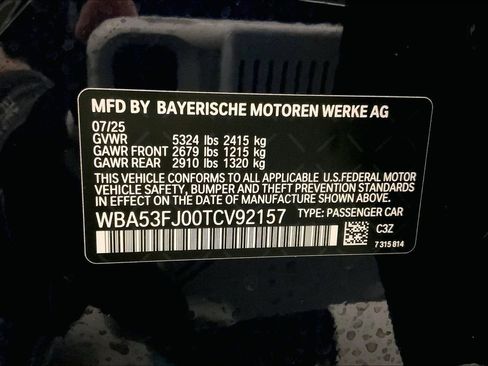 MFD BY BAYERISCHE MOTOREN WERKE AG
07/25
GVWR 5324 lbs 2415 kg
GAWR FRONT 2679 lbs 1215 kg
GAWR REAR 2910 lbs 1320 kg
THIS VEHICLE CONFORMS TO ALL APPLICABLE U.S.FEDERAL MOTOR
VEHICLE SAFETY, BUMPER AND THEFT PREVENTION STANDARDS
IN EFFECT ON THE DATE OF MANUFACTURE SHOWN ABOVE.
WBA53FJ00TCV92157 TYPE: PASSENGER CAR
C3Z
7 315 814